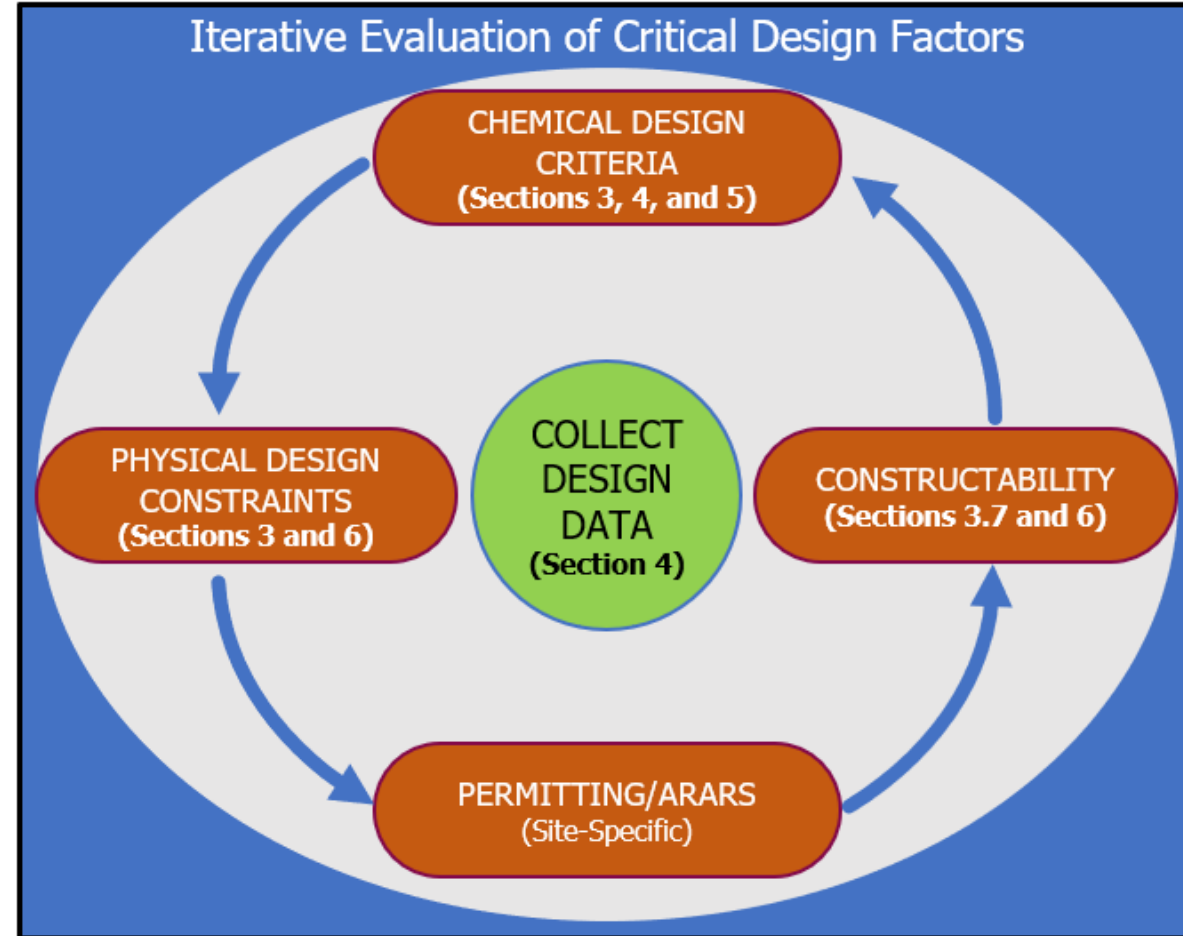 Iterative Evaluation of Critical Design Factors
CHEMICAL DESIGN
CRITERIA
(Sections 3, 4, and 5)
PHYSICAL DESIGN
CONSTRAINTS
(Sections 3 and 6)
COLLECT
DESIGN
DATA
(Section 4)
CONSTRUCTABILITY
(Sections 3.7 and 6)
PERMITTING/ARARS
(Site-Specific)